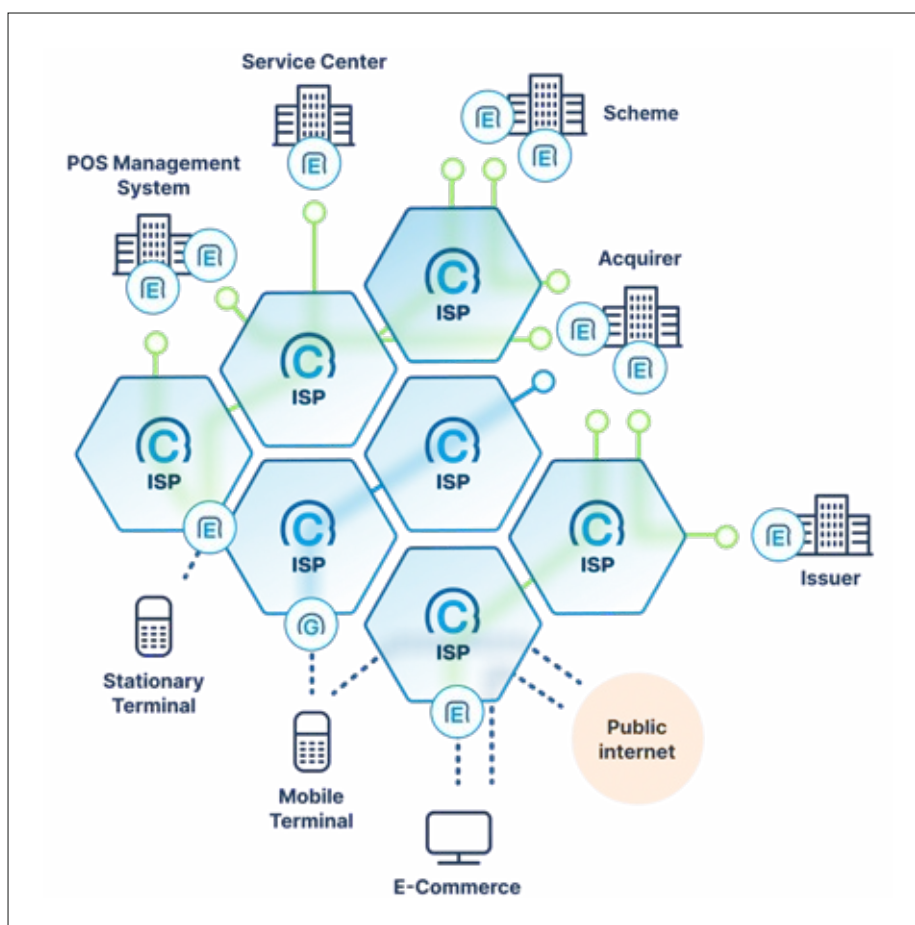 Service Center
E
Scheme
E
E
POS Management
System
E
E
C
ISP
Acquirer
E
E
C
ISP
C
ISP
C
ISP
E
C
ISP
C
ISP
E
Issuer
G
C
ISP
Stationary
Terminal
E
Public
internet
Mobile
Terminal
E-Commerce